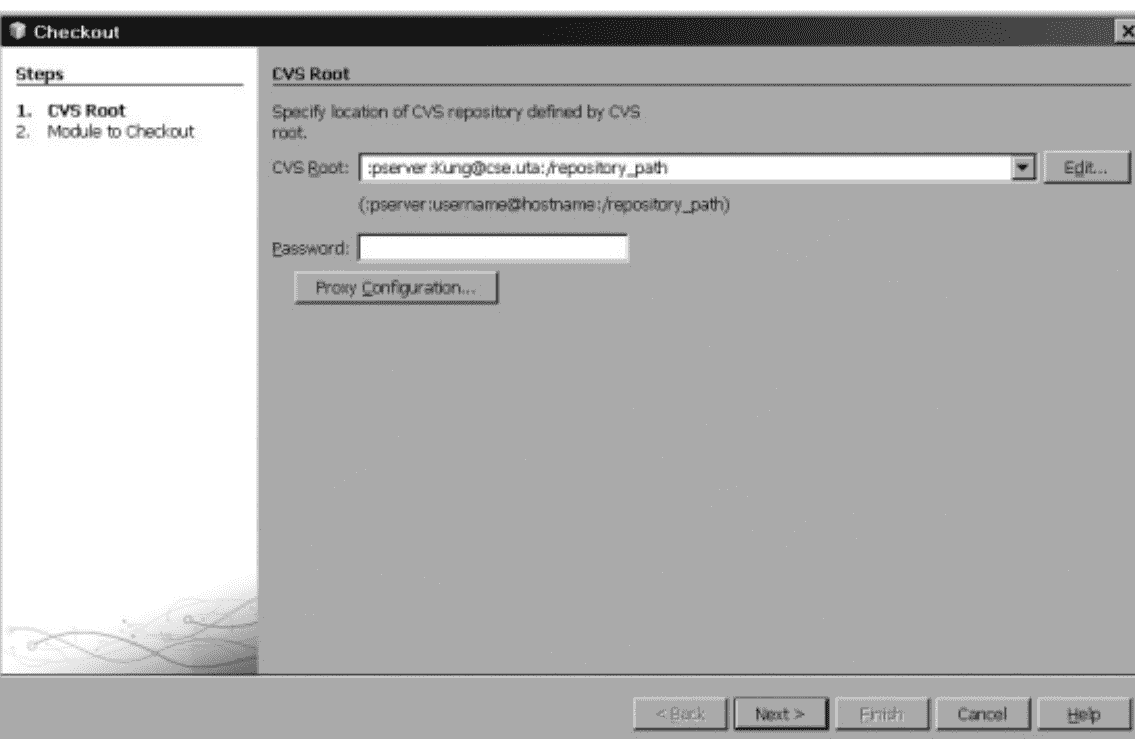 Checkout
Steps
1. CVS Root
2. Module to Checkout
CVS Root
Specify location of CVS repository defined by CVS
root.
CVS Root: :pserver:Kung@cse.uta:/repository_path Edit...
(:pserver:username@hostname:/repository_path)
Password:
Proxy Configuration...
< Back Next > Finish Cancel Help